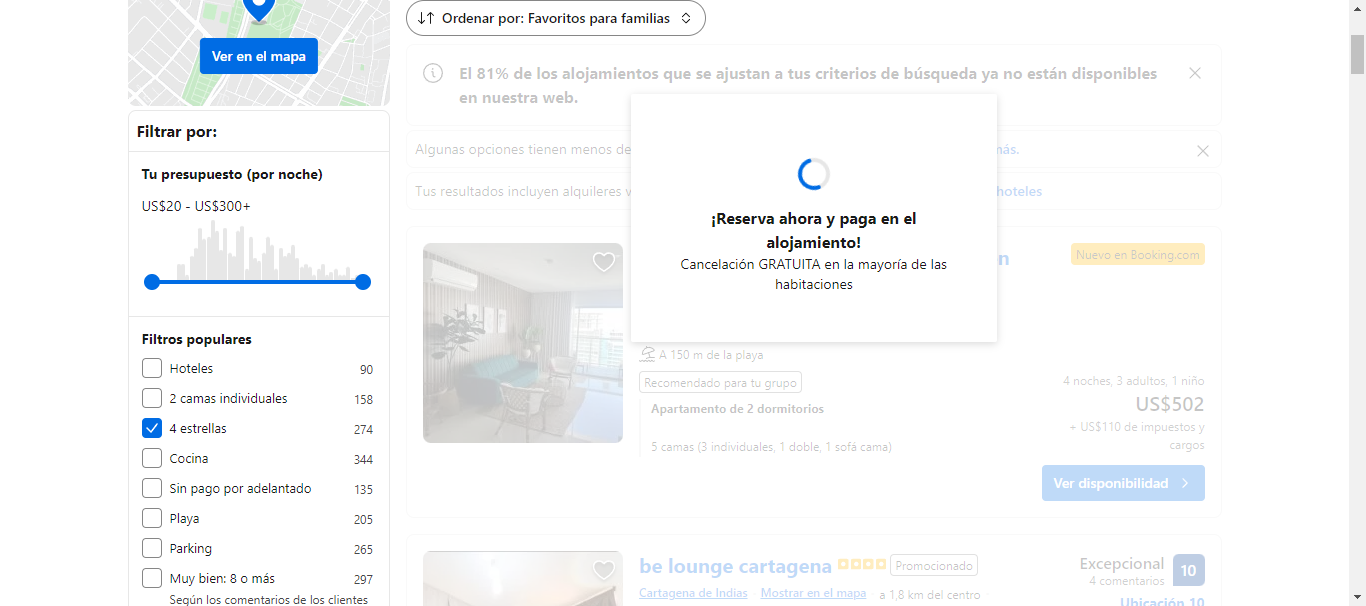 Ver en el mapa
Filtrar por:
Tu presupuesto (por noche)
US$20 - US$300+
Filtros populares
Hoteles 90
2 camas individuales 158
4 estrellas 274
Cocina 344
Sin pago por adelantado 135
Playa 205
Parking 265
Muy bien: 8 o más 297
Según los comentarios de los clientes
Ordenar por: Favoritos para familias
El 81% de los alojamientos que se ajustan a tus criterios de búsqueda ya no están disponibles
en nuestra web.
Algunas opciones tienen menos de
más.
Tus resultados incluyen alquileres v
hoteles
¡Reserva ahora y paga en el
alojamiento!
Cancelación GRATUITA en la mayoría de las
habitaciones
n
Nuevo en Booking.com
A 150 m de la playa
Recomendado para tu grupo
Apartamento de 2 dormitorios
5 camas (3 individuales, 1 doble, 1 sofá cama)
4 noches, 3 adultos, 1 niño
US$502
+ US$110 de impuestos y
cargos
Ver disponibilidad
be lounge cartagena
Promocionado
Cartagena de Indias Mostrar en el mapa a 1,8 km del centro
Excepcional 10
4 comentarios
Ubicación 10